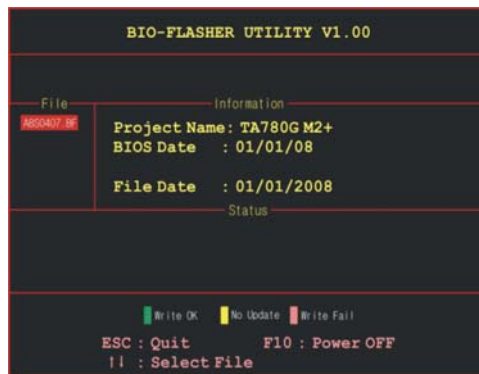 BIO-FLASHER UTILITY V1.00
File
Information
A8S0407.BF
Project Name: TA780G M2+
BIOS Date : 01/01/08
File Date : 01/01/2008
Status
Write OK No Update Write Fail
ESC : Quit F10 : Power OFF
↑↓ : Select File